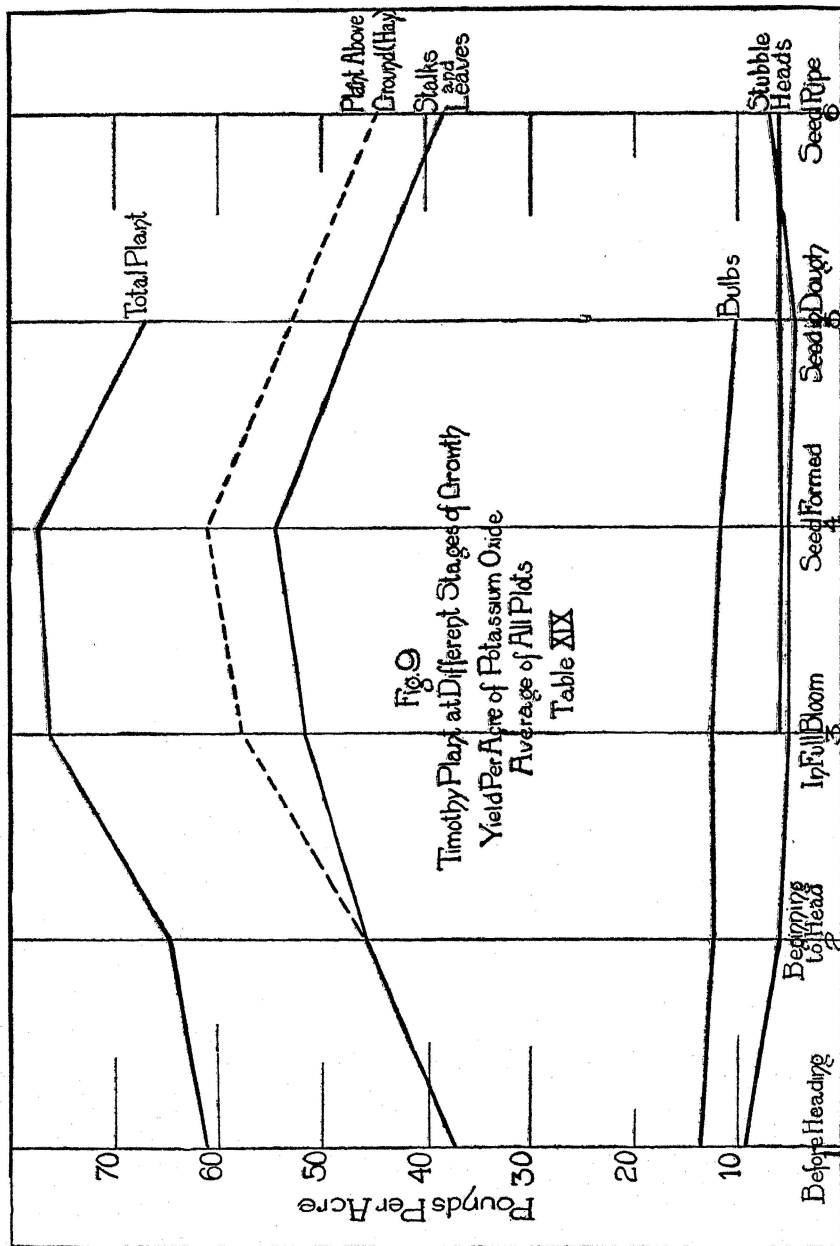 Total Plant
Plant Above
Ground (Hay)
Stalks
and
Leaves
Bulbs
Stubble
Heads
Fig. 9
Timothy Plant at Different Stages of Growth
Yield Per Acre of Potassium Oxide
Average of All Plots
Table XIX
Pounds Per Acre
70
60
50
40
30
20
10
Before Heading
1
Beginning
to Head
2
In Full Bloom
3
Seed Formed
4
Seed in Dough
5
Seed Ripe
6